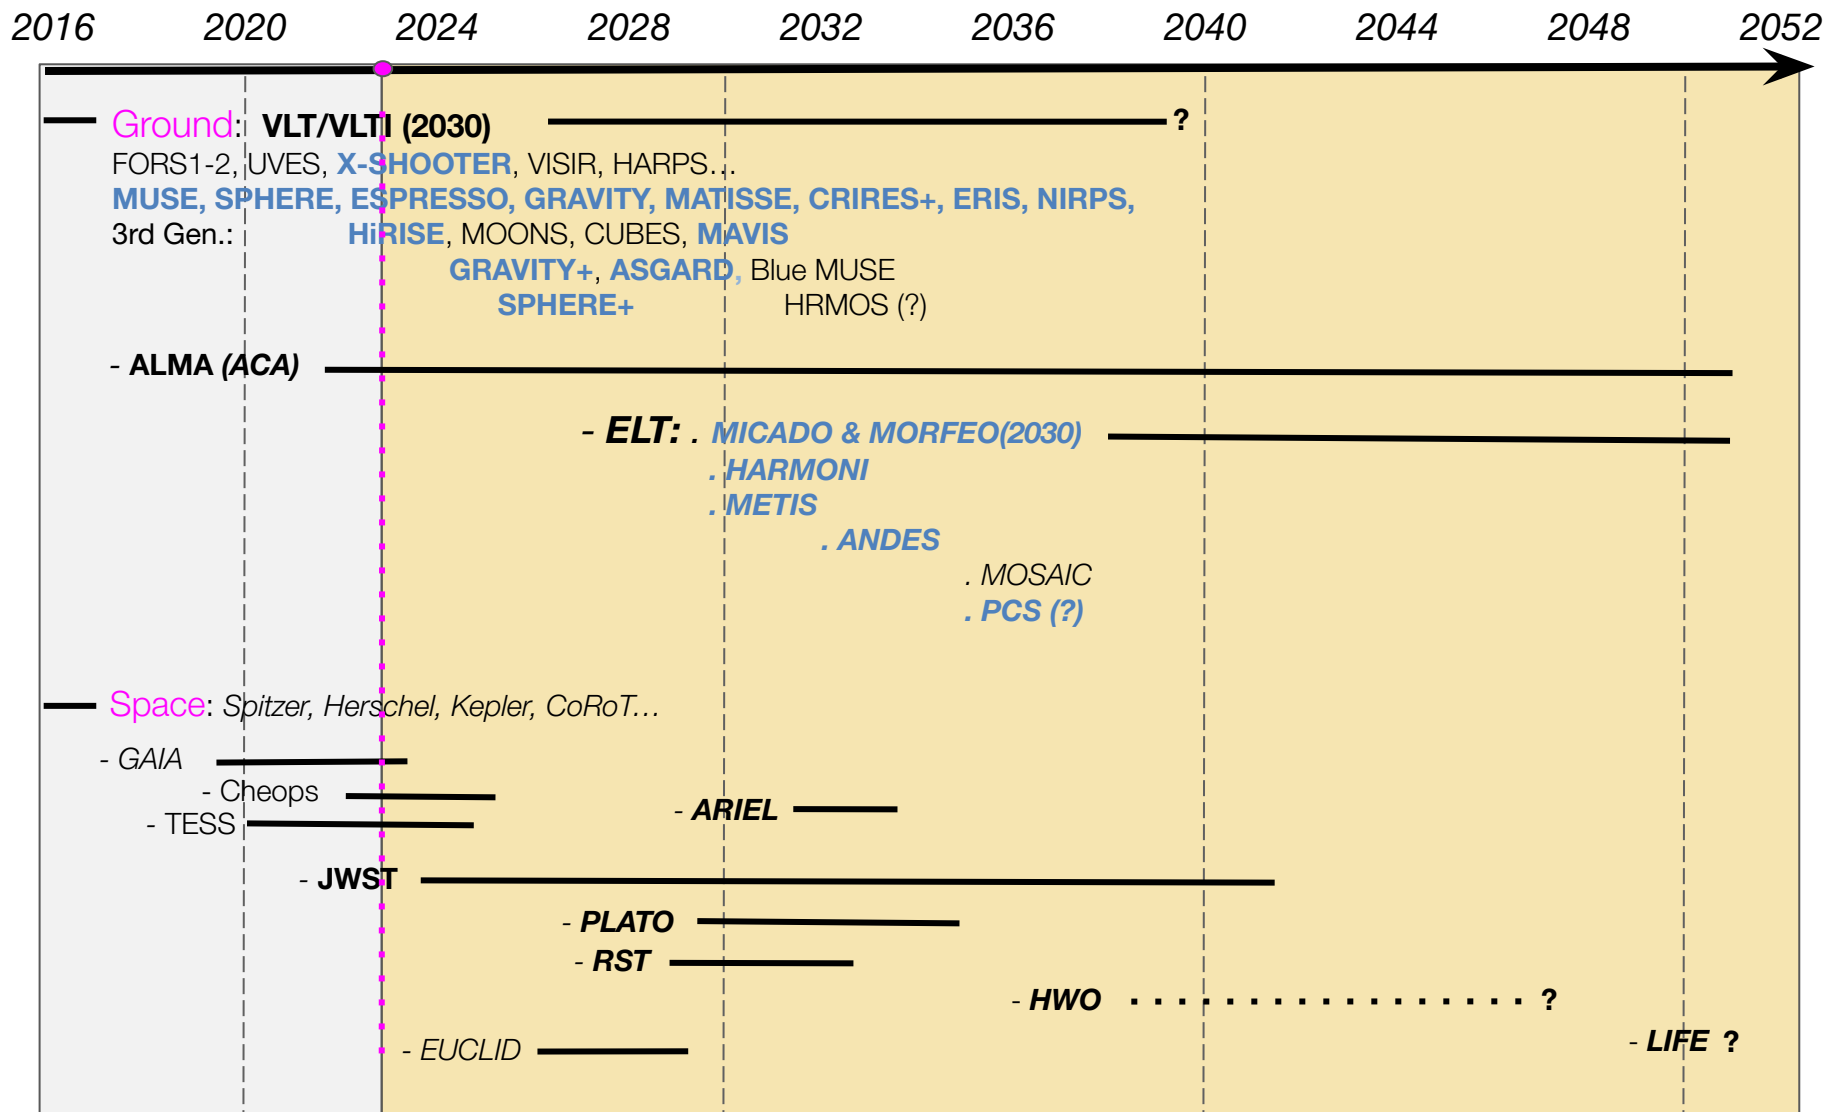 2016 2020 2024 2028 2032 2036 2040 2044 2048 2052
Ground: VLT/VLTI (2030) ?
FORS1-2, UVES, X-SHOOTER, VISIR, HARPS...
MUSE, SPHERE, ESPRESSO, GRAVITY, MATISSE, CRIRES+, ERIS, NIRPS,
3rd Gen.: HiRISE, MOONS, CUBES, MAVIS
GRAVITY+, ASGARD, Blue MUSE
SPHERE+ HRMOS (?)
- ALMA (ACA)
- ELT: . MICADO & MORFEO(2030)
. HARMONI
. METIS
. ANDES
. MOSAIC
. PCS (?)
Space: Spitzer, Herschel, Kepler, CoRoT...
- GAIA
- Cheops
- ARIEL
- TESS
- JWST
- PLATO
- RST
- HWO ?
- LIFE ?
- EUCLID